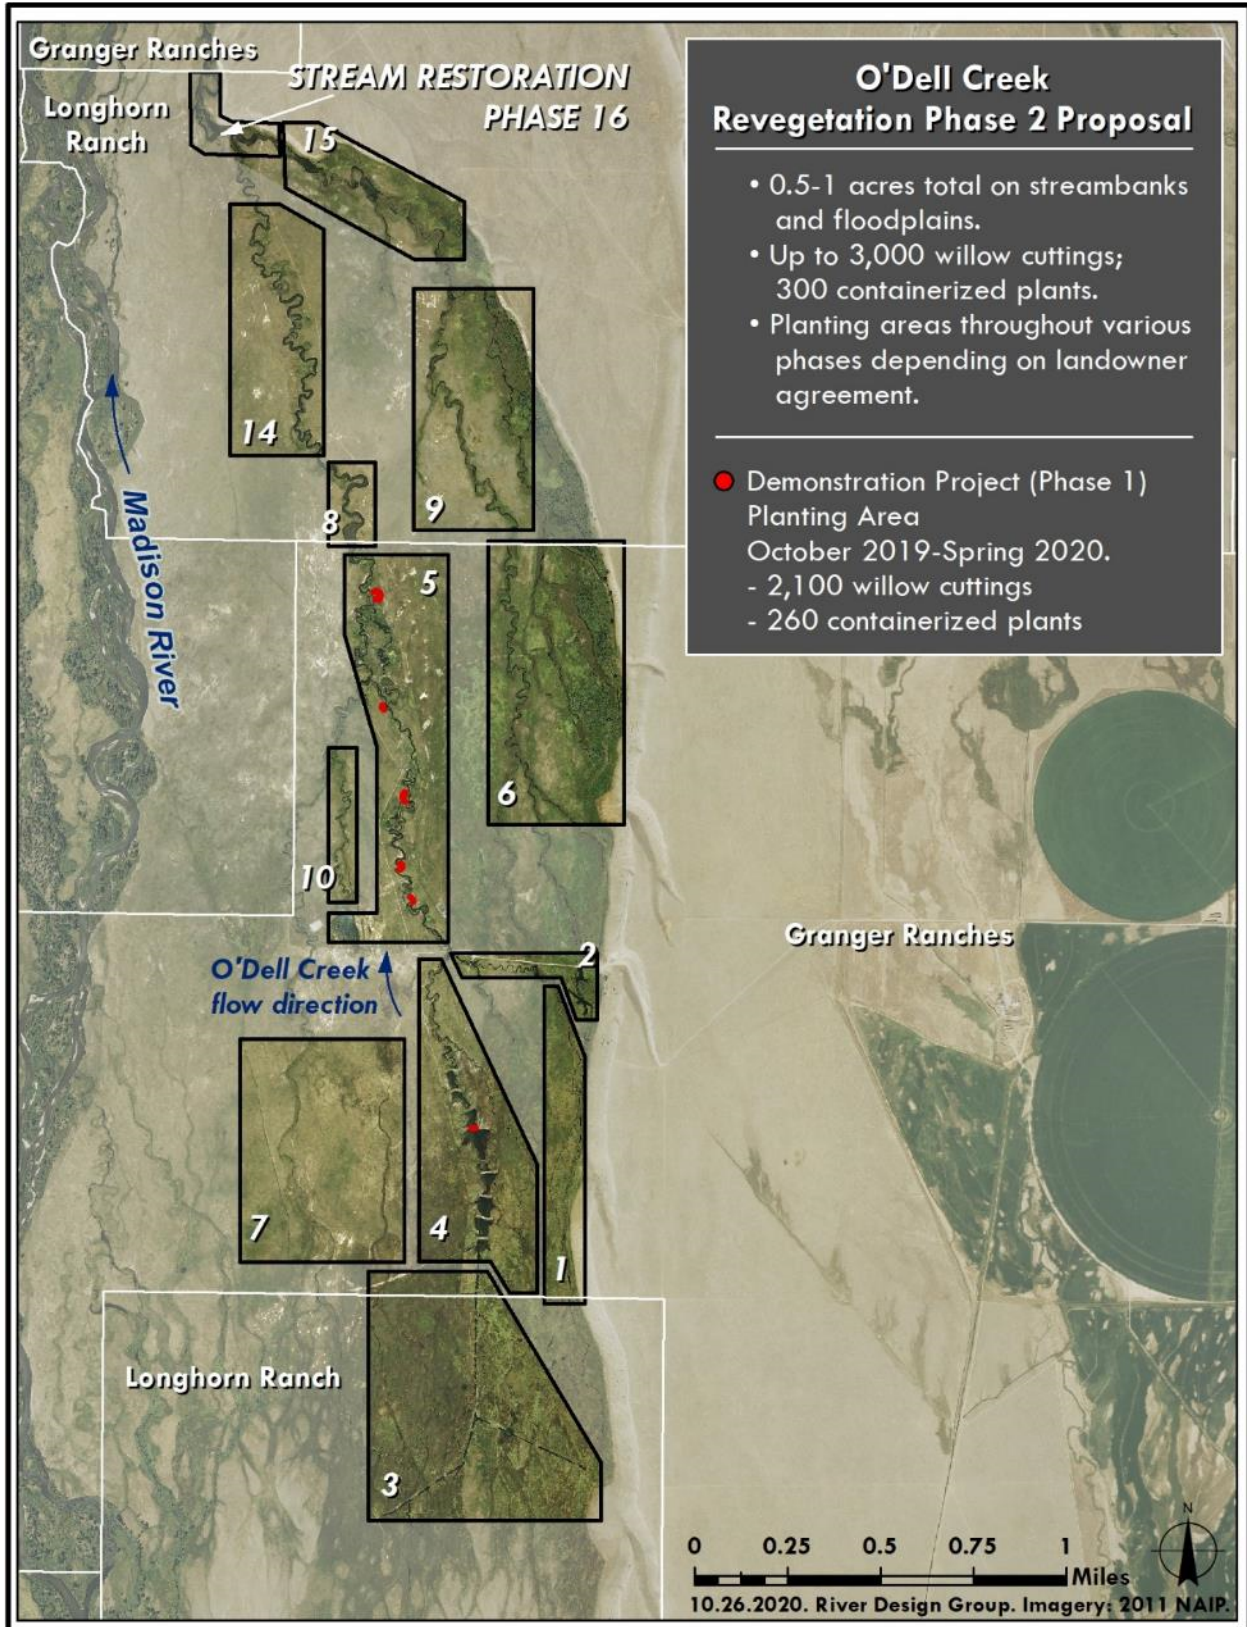 Granger Ranches
STREAM RESTORATION
PHASE 16
Longhorn
Ranch
15
14
9
8
Madison River
5
6
10
2
O'Dell Creek
flow direction
Granger Ranches
7
4
1
Longhorn Ranch
3
O'Dell Creek
Revegetation Phase 2 Proposal
• 0.5-1 acres total on streambanks
and floodplains.
• Up to 3,000 willow cuttings;
300 containerized plants.
• Planting areas throughout various
phases depending on landowner
agreement.
Demonstration Project (Phase 1)
Planting Area
October 2019-Spring 2020.
- 2,100 willow cuttings
- 260 containerized plants
N
0 0.25 0.5 0.75 1
Miles
10.26.2020. River Design Group. Imagery: 2011 NAIP.